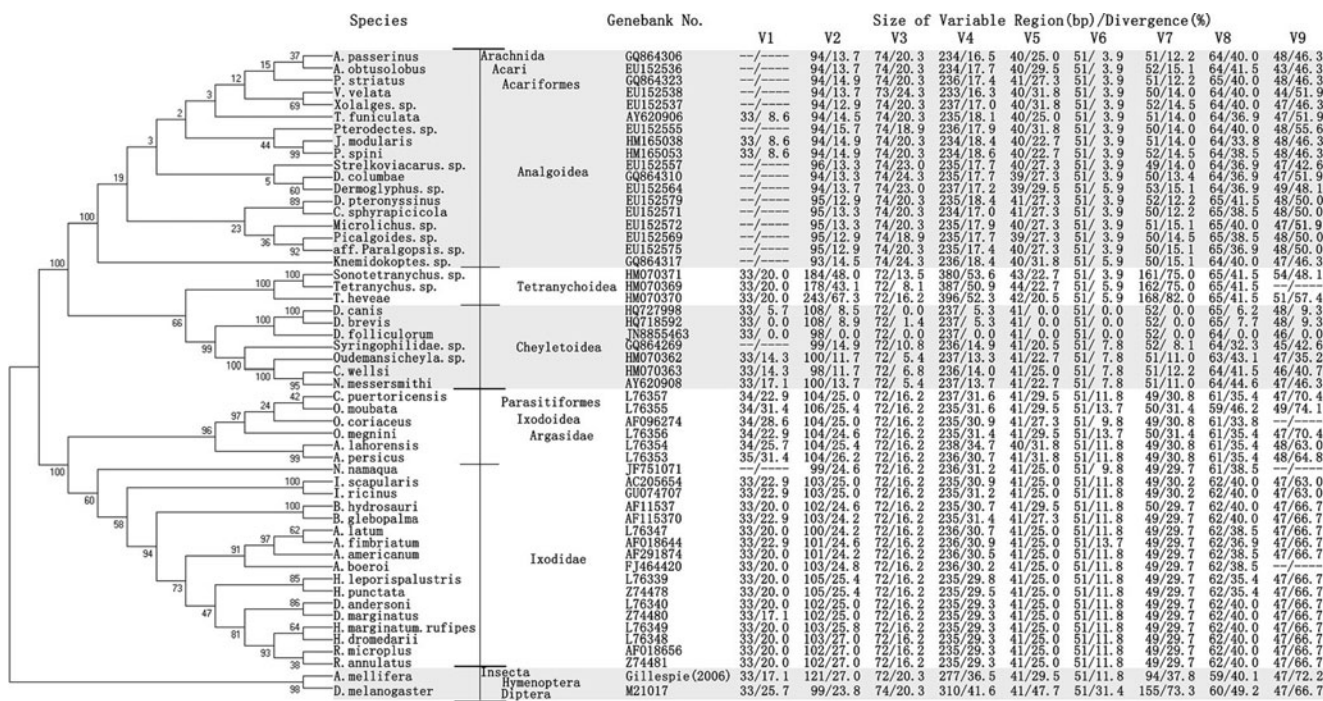 Species Genebank No. Size of Variable Region(bp)/Divergence(%)
V1 V2 V3 V4 V5 V6 V7 V8 V9
37 A.passerinus Arachnida GQ864306 --/---- 94/13.7 74/20.3 234/16.5 40/25.0 51/ 3.9 51/12.2 64/40.0 48/46.3
15 A.obtusolobus Acari EU152536 --/---- 94/13.7 74/20.3 234/17.7 40/29.5 51/ 3.9 52/15.1 64/41.5 43/46.3
12 P.striatus Acariformes GQ864323 --/---- 94/14.9 74/20.3 236/17.4 41/27.3 51/ 3.9 52/12.2 65/40.0 48/46.3
3 V.velata EU152538 --/---- 94/13.7 73/24.3 233/16.3 40/31.8 51/ 3.9 50/14.0 64/40.0 44/51.9
2 69 Xolalges.sp. EU152537 --/---- 94/12.9 74/20.3 237/17.0 40/31.8 51/ 3.9 52/14.5 64/40.0 47/46.3
T.funiculata AY620906 33/ 8.6 94/14.5 74/20.3 235/18.1 40/25.0 51/ 3.9 51/14.0 64/36.9 47/51.9
3 Pterodectes.sp. EU152555 --/---- 94/15.7 74/18.9 236/17.9 40/31.8 51/ 3.9 50/14.0 64/40.0 48/55.6
44 J.modularis HM165038 33/ 8.6 94/14.9 74/20.3 234/18.4 40/22.7 51/ 3.9 51/14.0 64/33.8 48/46.3
99 P.spini HM165053 33/ 8.6 94/14.9 74/20.3 234/18.6 40/22.7 51/ 3.9 52/14.5 64/38.5 48/46.3
19 Strelkoviacarus.sp. Analgoidea EU152557 --/---- 96/13.3 74/23.0 235/17.7 40/27.3 51/ 3.9 49/14.0 64/36.9 47/42.6
5 D.columbae GQ864310 --/---- 94/13.3 74/24.3 235/17.7 39/27.3 51/ 3.9 50/13.4 64/36.9 47/51.9
60 Dermoglyphus.sp. EU152564 --/---- 94/13.7 74/23.0 237/17.2 39/29.5 51/ 5.9 53/15.1 64/36.9 49/48.1
89 D.pteronyssinus EU152579 --/---- 95/12.9 74/20.3 235/18.4 41/27.3 51/ 3.9 52/12.2 65/41.5 48/50.0
100 C.sphyrapicicola EU152571 --/---- 95/13.3 74/20.3 234/17.0 41/27.3 51/ 3.9 50/12.2 65/38.5 48/50.0
23 Microlichus.sp. EU152572 --/---- 95/13.3 74/20.3 235/17.9 40/27.3 51/ 3.9 51/15.1 65/40.0 47/51.9
36 Picalgoides.sp. EU152569 --/---- 95/12.9 74/18.9 235/17.7 39/27.3 51/ 3.9 50/14.5 65/38.5 48/50.0
92 aff.Paralgopsis.sp. EU152575 --/---- 95/12.9 74/20.3 235/17.4 40/27.3 51/ 3.9 50/15.1 65/36.9 48/50.0
100 Knemidokoptes.sp. GQ864317 --/---- 93/14.5 74/24.3 236/18.4 40/31.8 51/ 5.9 50/15.1 64/40.0 47/46.3
100 Sonotetranychus.sp. HM070371 33/20.0 184/48.0 72/13.5 380/53.6 43/22.7 51/ 3.9 161/75.0 65/41.5 54/48.1
100 Tetranychus.sp. Tetranychoidea HM070369 33/20.0 178/43.1 72/ 8.1 387/50.9 44/22.7 51/ 5.9 162/75.0 65/41.5 --/----
T.heveae HM070370 33/20.0 243/67.3 72/16.2 396/52.3 42/20.5 51/ 5.9 168/82.0 65/41.5 51/57.4
66 100 D.canis HQ727998 33/ 5.7 108/ 8.5 72/ 0.0 237/ 5.3 41/ 0.0 51/ 0.0 52/ 0.0 65/ 6.2 48/ 9.3
100 D.brevis HQ718592 33/ 0.0 108/ 8.9 72/ 1.4 237/ 5.3 41/ 0.0 51/ 0.0 52/ 0.0 65/ 7.7 48/ 9.3
D.folliculorum JN8855463 33/ 0.0 98/ 0.0 72/ 0.0 237/ 0.0 41/ 0.0 51/ 0.0 52/ 0.0 64/ 0.0 46/ 0.0
99 Syringophilidae.sp. Cheyletoidea GQ864269 --/---- 99/14.9 72/10.8 236/14.9 41/20.5 51/ 7.8 52/ 8.1 64/32.3 45/42.6
100 Oudemansicheyla.sp. HM070362 33/14.3 100/11.7 72/ 5.4 237/13.3 41/22.7 51/ 7.8 51/11.0 63/43.1 47/35.2
100 C.wellsi HM070363 33/14.3 98/11.7 72/ 6.8 236/14.0 41/25.0 51/ 7.8 51/12.2 64/41.5 46/40.7
95 N.messersmithi AY620908 33/17.1 100/13.7 72/ 5.4 237/13.7 41/22.7 51/ 7.8 51/11.0 64/44.6 47/46.3
42 C.puertoricensis Parasitiformes L76357 34/22.9 104/25.0 72/16.2 237/31.6 41/29.5 51/11.8 49/30.8 61/35.4 47/70.4
24 O.moubata L76355 34/31.4 106/25.4 72/16.2 235/31.6 41/29.5 51/13.7 50/31.4 59/46.2 49/74.1
97 O.coriaceus Ixodoidea AF096274 34/28.6 104/25.0 72/16.2 235/30.9 41/27.3 51/ 9.8 49/30.8 61/33.8 --/----
96 O.megnini Argasidae L76356 34/22.9 104/24.6 72/16.2 235/31.4 41/29.5 51/13.7 50/31.4 61/35.4 47/70.4
A.lahorensis L76354 34/25.7 104/25.4 72/16.2 238/34.7 40/31.8 51/11.8 49/30.8 61/35.4 48/63.0
99 A.persicus L76353 35/31.4 104/26.2 72/16.2 236/30.7 41/31.8 51/11.8 49/30.8 61/35.4 48/64.8
100 N.namaqua JF751071 --/---- 99/24.6 72/16.2 236/31.2 41/25.0 51/ 9.8 49/29.7 61/38.5 --/----
60 100 I.scapularis AC205654 33/22.9 103/25.0 72/16.2 235/30.9 41/25.0 51/11.8 49/30.2 62/40.0 47/63.0
I.ricinus GU074707 33/22.9 103/25.0 72/16.2 235/31.2 41/25.0 51/11.8 49/30.2 62/40.0 47/63.0
58 100 B.hydrosauri AF11537 33/20.0 102/24.6 72/16.2 235/30.7 41/29.5 51/11.8 50/29.7 62/40.0 47/66.7
B.glebopalma AF115370 33/22.9 103/24.2 72/16.2 235/31.4 41/27.3 51/11.8 49/29.7 62/40.0 47/66.7
62 A.latum L76347 33/20.0 100/24.2 72/16.2 236/30.7 41/25.0 51/11.8 49/29.7 62/38.5 47/66.7
94 97 A.fimbriatum AF018644 33/22.9 101/24.6 72/16.2 236/30.9 41/25.0 51/13.7 49/29.7 62/36.9 47/66.7
91 A.americanum Ixodidae AF291874 33/20.0 101/24.2 72/16.2 236/30.5 41/25.0 51/11.8 49/29.7 62/38.5 47/66.7
A.boeroi FJ464420 33/20.0 103/24.8 72/16.2 236/30.2 41/25.0 51/11.8 49/29.7 62/38.5 --/----
73 85 H.leporispalustris L76339 33/20.0 105/25.4 72/16.2 235/29.8 41/25.0 51/11.8 49/29.7 62/35.4 47/66.7
H.punctata Z74478 33/20.0 105/25.4 72/16.2 235/29.5 41/25.0 51/11.8 49/29.7 62/35.4 47/66.7
47 86 D.andersoni L76340 33/20.0 102/25.0 72/16.2 235/29.5 41/25.0 51/11.8 49/29.7 62/40.0 47/66.7
D.marginatus Z74480 33/17.1 102/25.0 72/16.2 235/29.3 41/25.0 51/11.8 49/29.7 62/40.0 47/66.7
81 64 H.marginatum.rufipes L76349 33/20.0 103/25.8 72/16.2 235/29.3 41/25.0 51/11.8 49/29.7 62/40.0 47/66.7
H.dromedarii L76348 33/20.0 103/27.0 72/16.2 235/29.3 41/25.0 51/11.8 49/29.7 62/40.0 47/66.7
93 R.microplus AF018656 33/20.0 102/27.0 72/16.2 235/29.3 41/25.0 51/11.8 49/29.7 62/40.0 47/66.7
38 R.annulatus Z74481 33/20.0 102/27.0 72/16.2 235/29.3 41/25.0 51/11.8 49/29.7 62/40.0 47/66.7
A.mellifera Insecta Hymenoptera Gillespie(2006) 33/17.1 121/27.0 72/20.3 277/36.5 41/29.5 51/11.8 94/37.8 59/40.1 47/72.2
98 D.melanogaster Diptera M21017 33/25.7 99/23.8 74/20.3 310/41.6 41/47.7 51/31.4 155/73.3 60/49.2 47/66.7